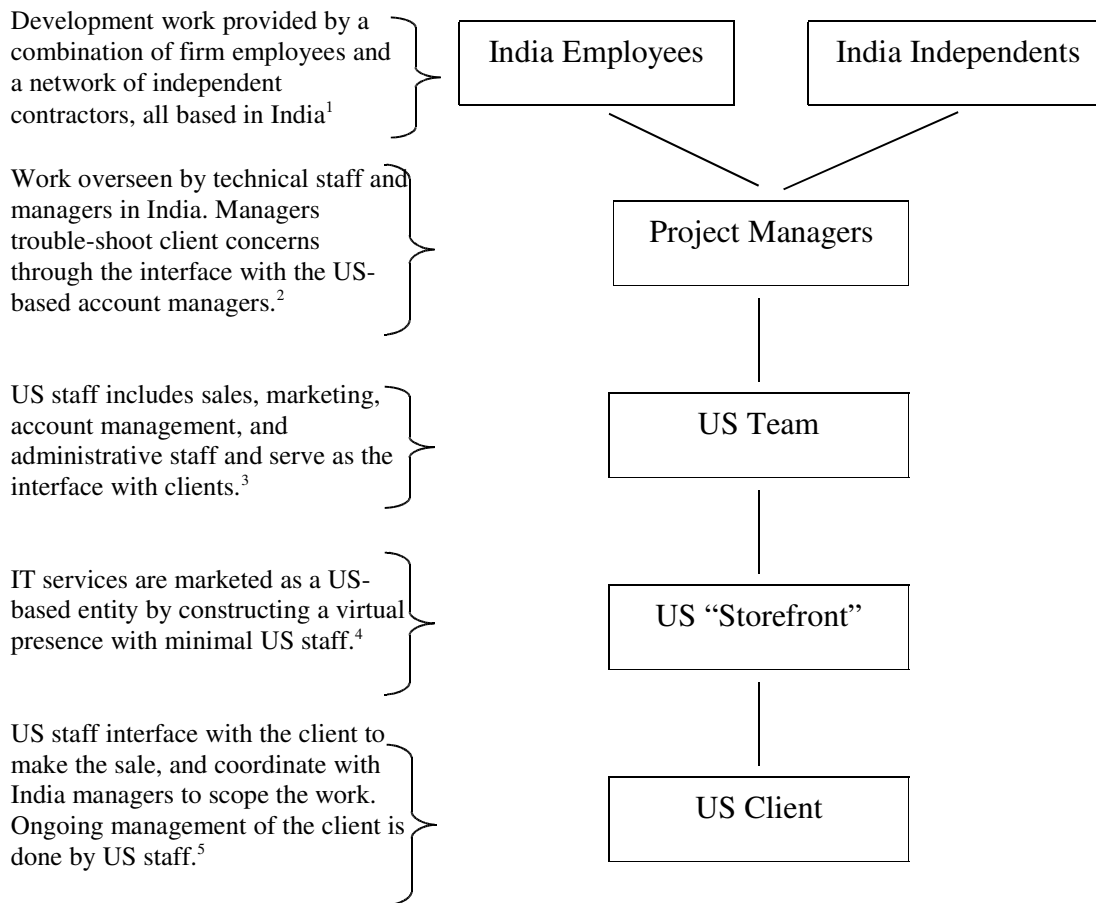 Development work provided by a
combination of firm employees and
a network of independent
contractors, all based in India¹
India Employees
India Independents
Work overseen by technical staff and
managers in India. Managers
trouble-shoot client concerns
through the interface with the US-
based account managers.²
Project Managers
US staff includes sales, marketing,
account management, and
administrative staff and serve as the
interface with clients.³
US Team
IT services are marketed as a US-
based entity by constructing a virtual
presence with minimal US staff.⁴
US “Storefront”
US staff interface with the client to
make the sale, and coordinate with
India managers to scope the work.
Ongoing management of the client is
done by US staff.⁵
US Client